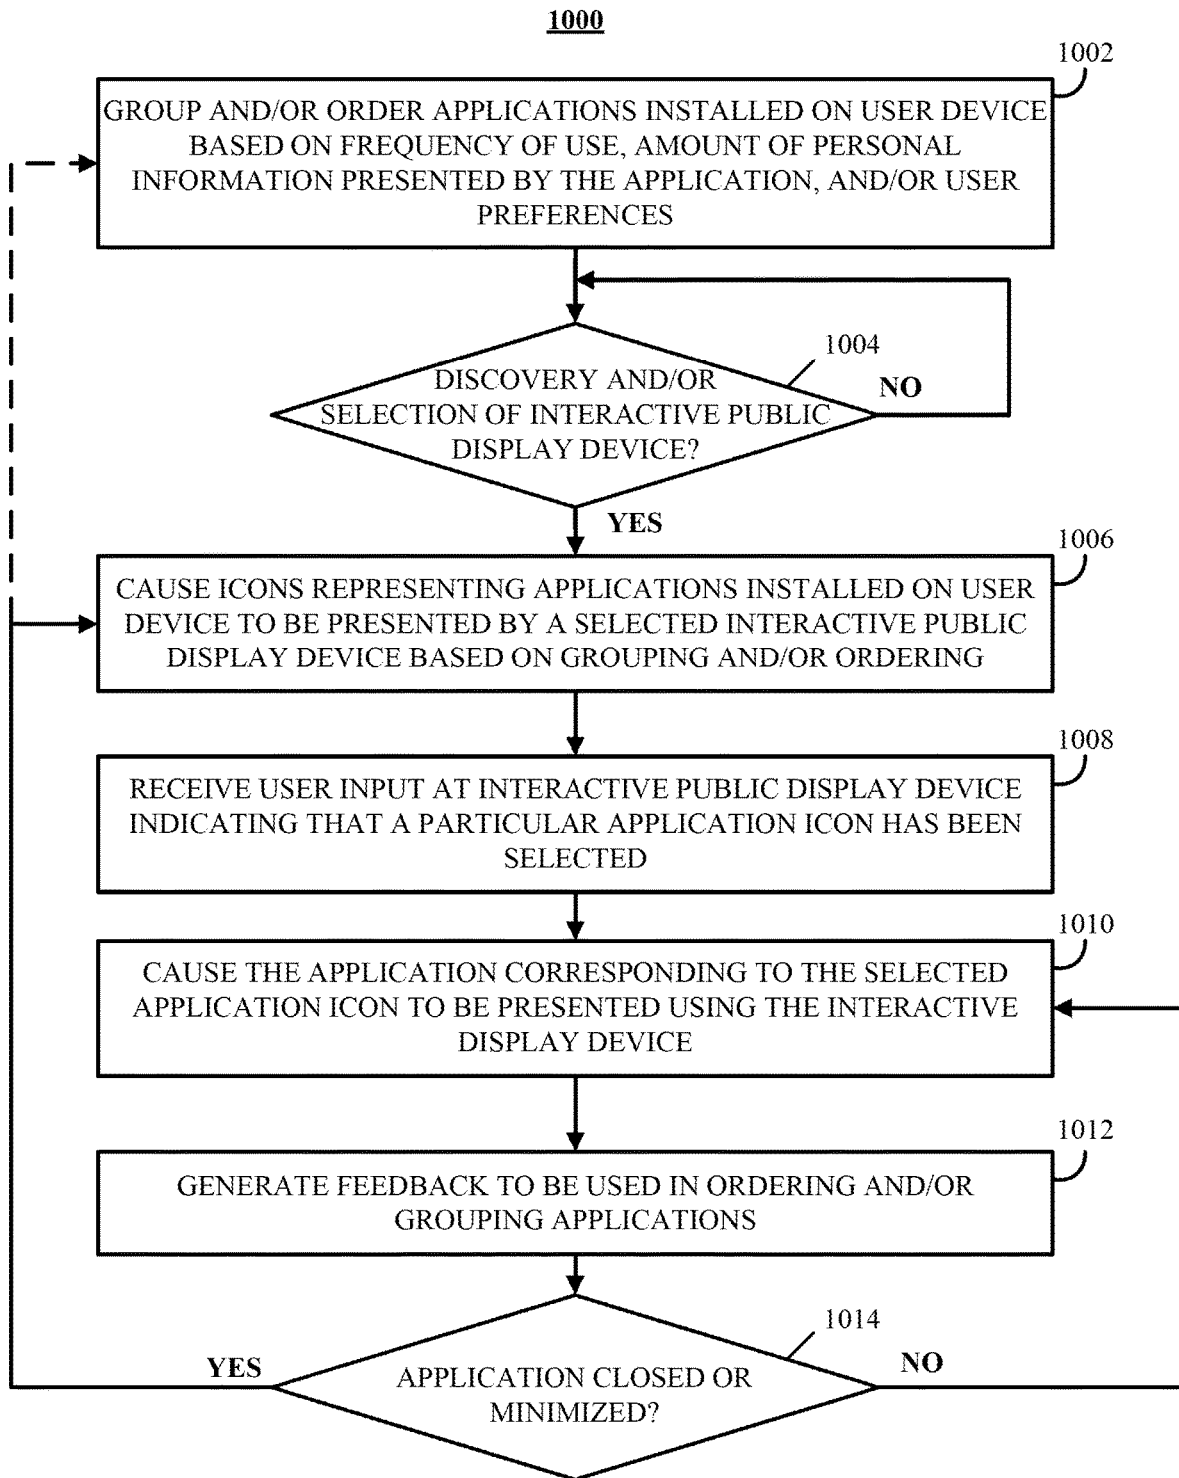 1000
1002
GROUP AND/OR ORDER APPLICATIONS INSTALLED ON USER DEVICE
BASED ON FREQUENCY OF USE, AMOUNT OF PERSONAL
INFORMATION PRESENTED BY THE APPLICATION, AND/OR USER
PREFERENCES
1004
DISCOVERY AND/OR
SELECTION OF INTERACTIVE PUBLIC
DISPLAY DEVICE?
NO
YES
1006
CAUSE ICONS REPRESENTING APPLICATIONS INSTALLED ON USER
DEVICE TO BE PRESENTED BY A SELECTED INTERACTIVE PUBLIC
DISPLAY DEVICE BASED ON GROUPING AND/OR ORDERING
1008
RECEIVE USER INPUT AT INTERACTIVE PUBLIC DISPLAY DEVICE
INDICATING THAT A PARTICULAR APPLICATION ICON HAS BEEN
SELECTED
1010
CAUSE THE APPLICATION CORRESPONDING TO THE SELECTED
APPLICATION ICON TO BE PRESENTED USING THE INTERACTIVE
DISPLAY DEVICE
1012
GENERATE FEEDBACK TO BE USED IN ORDERING AND/OR
GROUPING APPLICATIONS
1014
YES
APPLICATION CLOSED OR
MINIMIZED?
NO